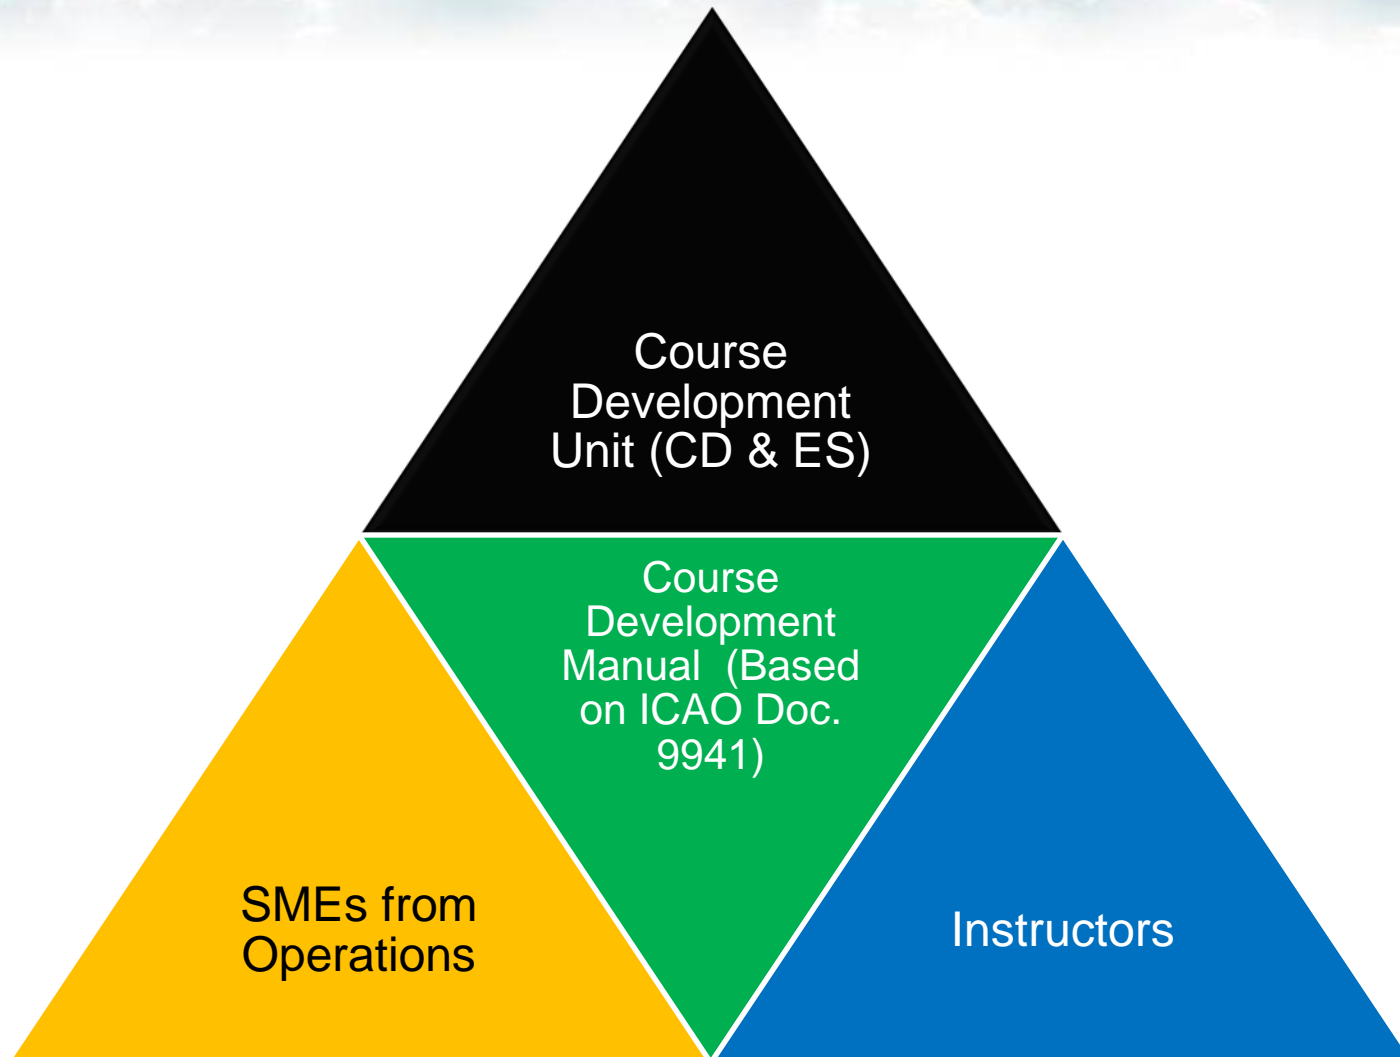 Course
Development
Unit (CD & ES)
Course
Development
Manual  (Based
on ICAO Doc.
9941)
SMEs from
Operations
Instructors